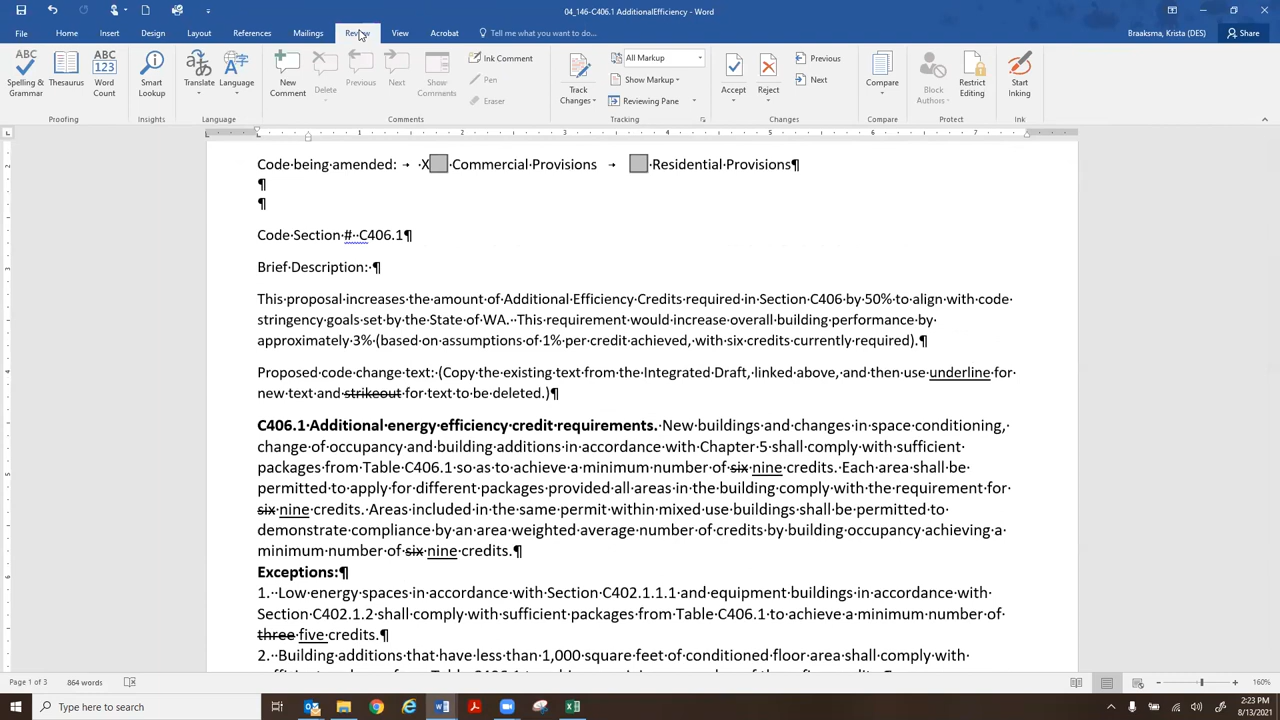 04_146-C406.1 AdditionalEfficiency - Word
Braaksma, Krista (DES)
File Home Insert Design Layout References Mailings Review View Acrobat Tell me what you want to do... Share
ABC ABC 123
Spelling & Grammar Thesaurus Word Count Smart Lookup Translate Language New Comment Delete Previous Next Show Comments Ink Comment Pen Eraser Track Changes All Markup Show Markup Reviewing Pane Accept Reject Previous Next Compare Block Authors Restrict Editing Start Inking
Proofing Insights Language Comments Tracking Changes Compare Protect Ink
1 2 3 4 5 6 7
Code·being·amended: → ·X ·Commercial·Provisions → ·Residential·Provisions¶
¶
¶
Code·Section·#··C406.1¶
Brief·Description:·¶
This·proposal·increases·the·amount·of·Additional·Efficiency·Credits·required·in·Section·C406·by·50%·to·align·with·code·
stringency·goals·set·by·the·State·of·WA.··This·requirement·would·increase·overall·building·performance·by·
approximately·3%·(based·on·assumptions·of·1%·per·credit·achieved,·with·six·credits·currently·required).¶
Proposed·code·change·text:·(Copy·the·existing·text·from·the·Integrated·Draft,·linked·above,·and·then·use·underline·for·
new·text·and·strikeout·for·text·to·be·deleted.)¶
C406.1·Additional·energy·efficiency·credit·requirements.·New·buildings·and·changes·in·space·conditioning,·
change·of·occupancy·and·building·additions·in·accordance·with·Chapter·5·shall·comply·with·sufficient·
packages·from·Table·C406.1·so·as·to·achieve·a·minimum·number·of·six·nine·credits.·Each·area·shall·be·
permitted·to·apply·for·different·packages·provided·all·areas·in·the·building·comply·with·the·requirement·for·
six·nine·credits.·Areas·included·in·the·same·permit·within·mixed·use·buildings·shall·be·permitted·to·
demonstrate·compliance·by·an·area·weighted·average·number·of·credits·by·building·occupancy·achieving·a·
minimum·number·of·six·nine·credits.¶
Exceptions:¶
1.··Low·energy·spaces·in·accordance·with·Section·C402.1.1.1·and·equipment·buildings·in·accordance·with·
Section·C402.1.2·shall·comply·with·sufficient·packages·from·Table·C406.1·to·achieve·a·minimum·number·of·
three·five·credits.¶
2.··Building·additions·that·have·less·than·1,000·square·feet·of·conditioned·floor·area·shall·comply·with·
Page 1 of 3 864 words 160%
Type here to search
2:23 PM
8/13/2021